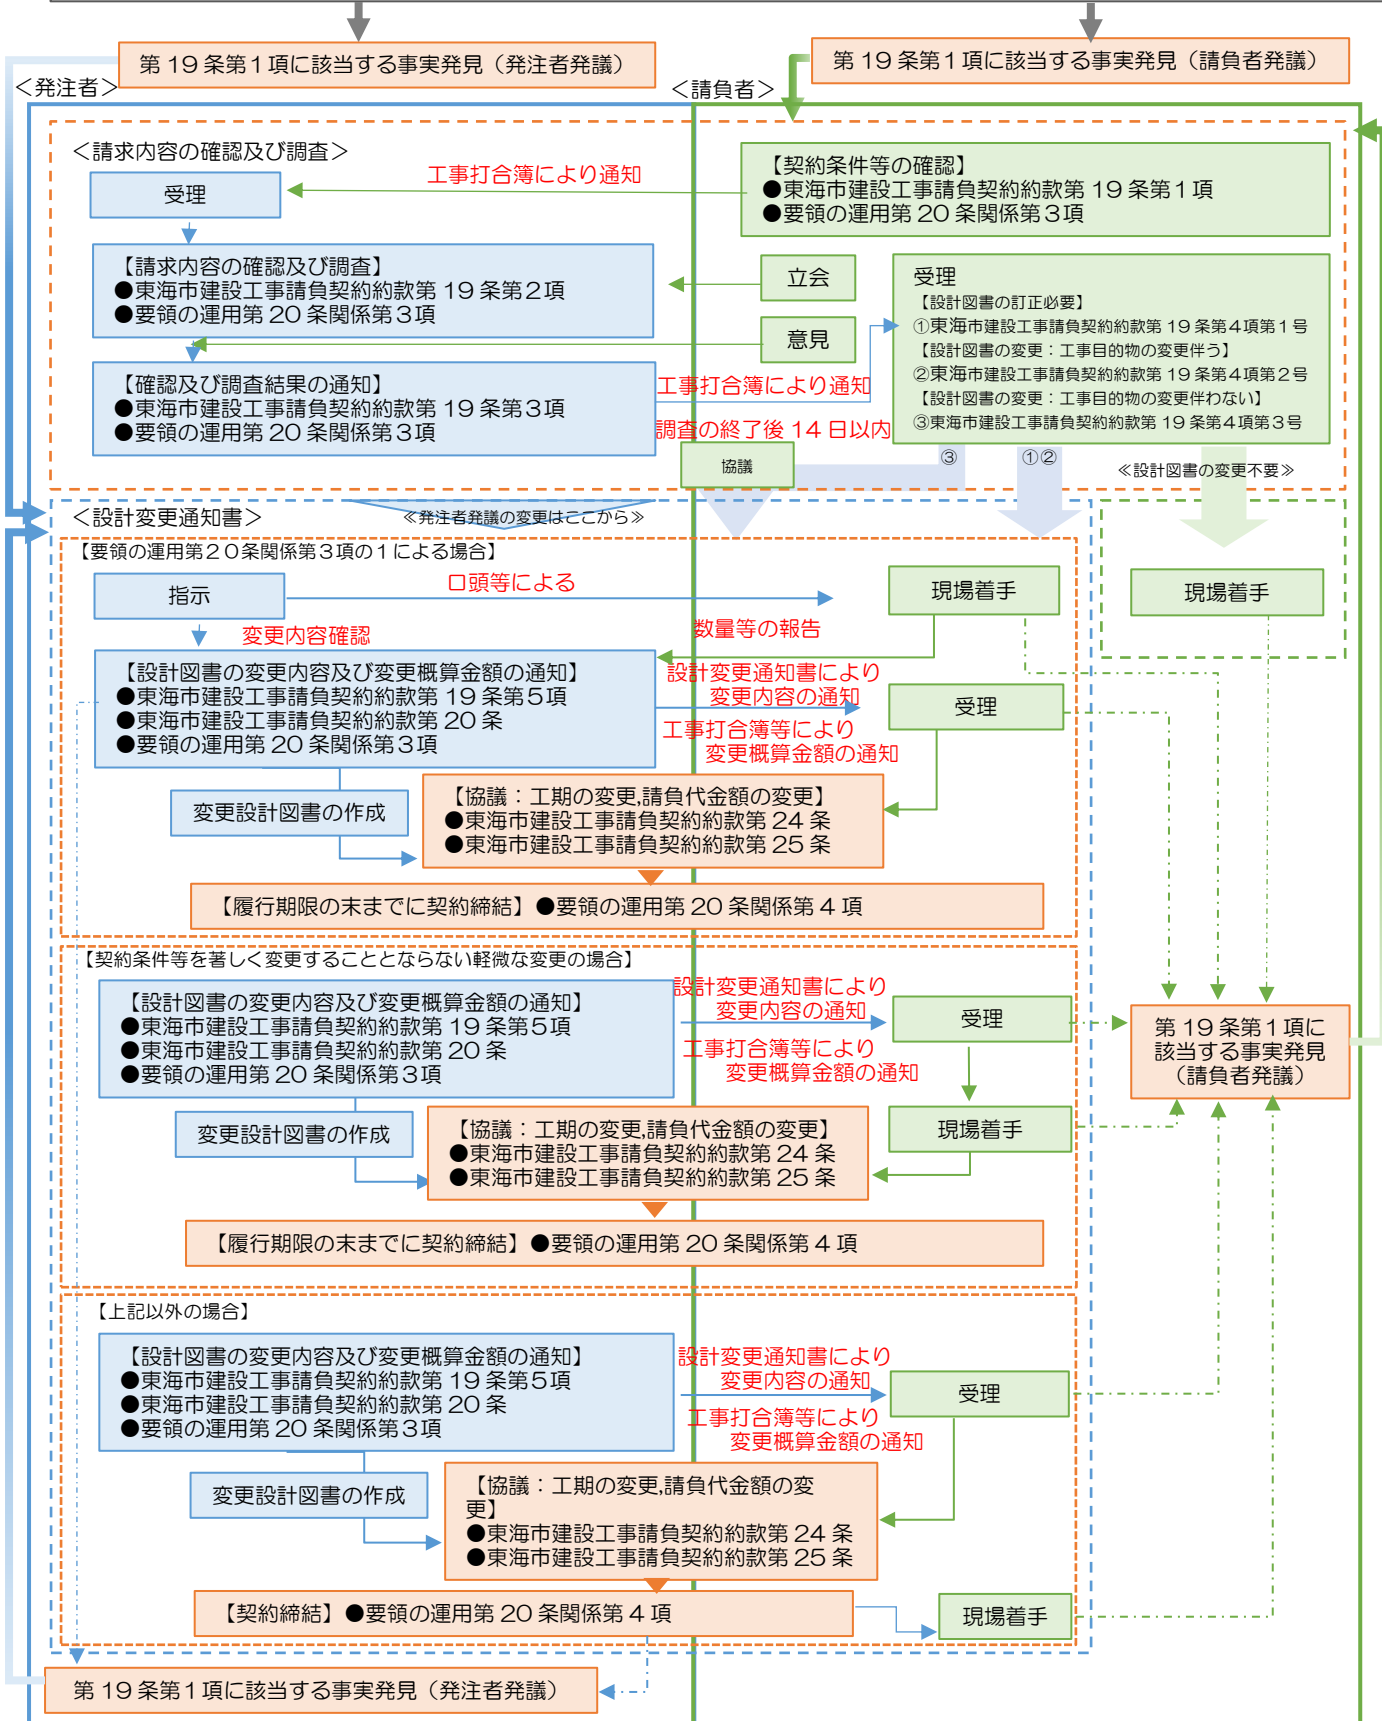 第19条第1項に該当する事実発見（発注者発議）
第19条第1項に該当する事実発見（請負者発議）
＜発注者＞
＜請負者＞
＜請求内容の確認及び調査＞
受理
工事打合簿により通知
【契約条件等の確認】
●東海市建設工事請負契約約款第19条第1項
●要領の運用第20条関係第3項
【請求内容の確認及び調査】
●東海市建設工事請負契約約款第19条第2項
●要領の運用第20条関係第3項
立会
意見
受理
【設計図書の訂正必要】
①東海市建設工事請負契約約款第19条第4項第1号
【設計図書の変更：工事目的物の変更伴う】
②東海市建設工事請負契約約款第19条第4項第2号
【設計図書の変更：工事目的物の変更伴わない】
③東海市建設工事請負契約約款第19条第4項第3号
【確認及び調査結果の通知】
●東海市建設工事請負契約約款第19条第3項
●要領の運用第20条関係第3項
工事打合簿により通知
調査の終了後14日以内
協議
③
①②
≪設計図書の変更不要≫
＜設計変更通知書＞
≪発注者発議の変更はここから≫
【要領の運用第20条関係第3項の1による場合】
指示
口頭等による
現場着手
現場着手
変更内容確認
数量等の報告
【設計図書の変更内容及び変更概算金額の通知】
●東海市建設工事請負契約約款第19条第5項
●東海市建設工事請負契約約款第20条
●要領の運用第20条関係第3項
設計変更通知書により
変更内容の通知
工事打合簿等により
変更概算金額の通知
受理
変更設計図書の作成
【協議：工期の変更,請負代金額の変更】
●東海市建設工事請負契約約款第24条
●東海市建設工事請負契約約款第25条
【履行期限の末までに契約締結】●要領の運用第20条関係第4項
【契約条件等を著しく変更することとならない軽微な変更の場合】
【設計図書の変更内容及び変更概算金額の通知】
●東海市建設工事請負契約約款第19条第5項
●東海市建設工事請負契約約款第20条
●要領の運用第20条関係第3項
設計変更通知書により
変更内容の通知
工事打合簿等により
変更概算金額の通知
受理
第19条第1項に
該当する事実発見
（請負者発議）
変更設計図書の作成
【協議：工期の変更,請負代金額の変更】
●東海市建設工事請負契約約款第24条
●東海市建設工事請負契約約款第25条
現場着手
【履行期限の末までに契約締結】●要領の運用第20条関係第4項
【上記以外の場合】
【設計図書の変更内容及び変更概算金額の通知】
●東海市建設工事請負契約約款第19条第5項
●東海市建設工事請負契約約款第20条
●要領の運用第20条関係第3項
設計変更通知書により
変更内容の通知
工事打合簿等により
変更概算金額の通知
受理
変更設計図書の作成
【協議：工期の変更,請負代金額の変
更】
●東海市建設工事請負契約約款第24条
●東海市建設工事請負契約約款第25条
【契約締結】●要領の運用第20条関係第4項
現場着手
第19条第1項に該当する事実発見（発注者発議）